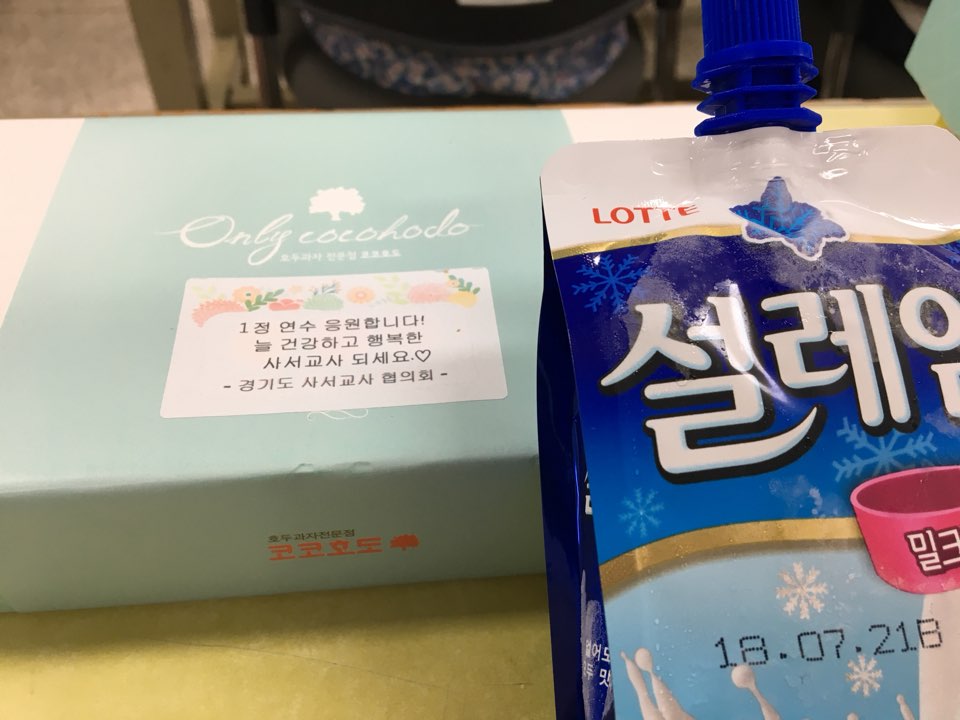 Only cocohodo
호두과자 전문점 코코호도
1정 연수 응원합니다!
늘 건강하고 행복한
사서교사 되세요.♡
- 경기도 사서교사 협의회 -
호두과자전문점
코코호도
LOTTE
설레
밀크
18.07.21B